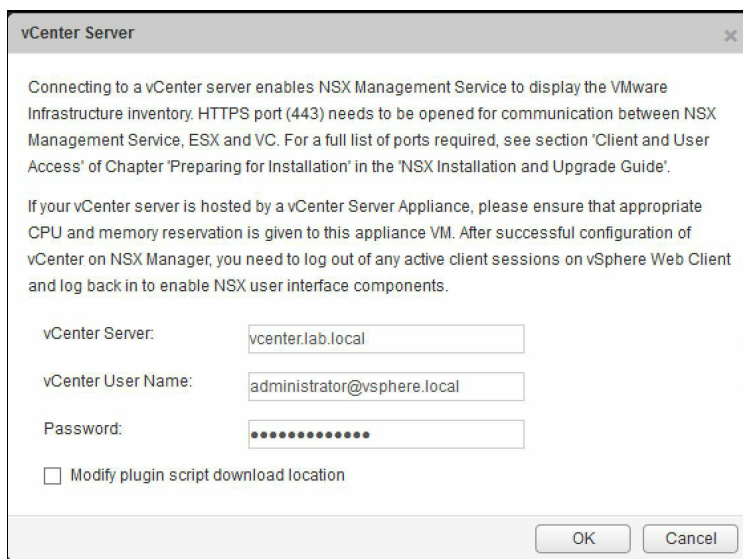 vCenter Server
Connecting to a vCenter server enables NSX Management Service to display the VMware
Infrastructure inventory. HTTPS port (443) needs to be opened for communication between NSX
Management Service, ESX and VC. For a full list of ports required, see section 'Client and User
Access' of Chapter 'Preparing for Installation' in the 'NSX Installation and Upgrade Guide'.
If your vCenter server is hosted by a vCenter Server Appliance, please ensure that appropriate
CPU and memory reservation is given to this appliance VM. After successful configuration of
vCenter on NSX Manager, you need to log out of any active client sessions on vSphere Web Client
and log back in to enable NSX user interface components.
vCenter Server: vcenter.lab.local
vCenter User Name: administrator@vsphere.local
Password: •••••••••••••
Modify plugin script download location
OK Cancel